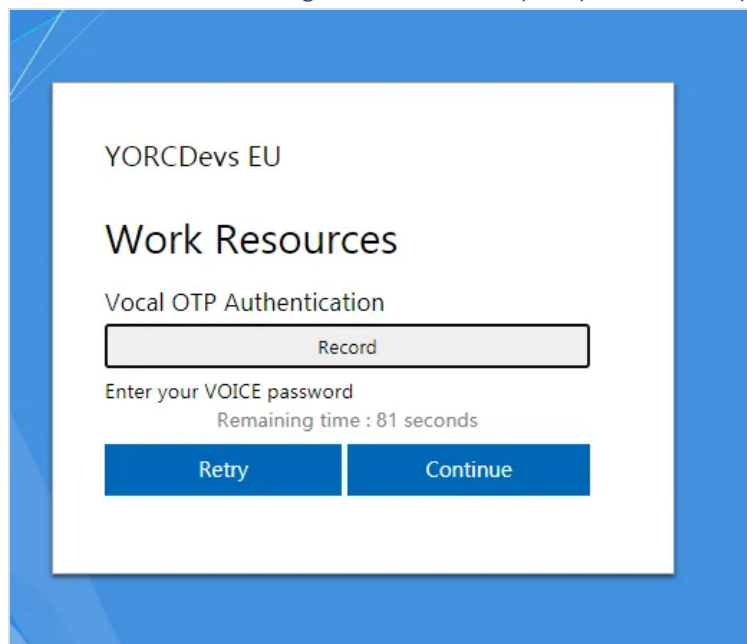 YORCDevs EU
Work Resources
Vocal OTP Authentication
Record
Enter your VOICE password
Remaining time : 81 seconds
Retry Continue